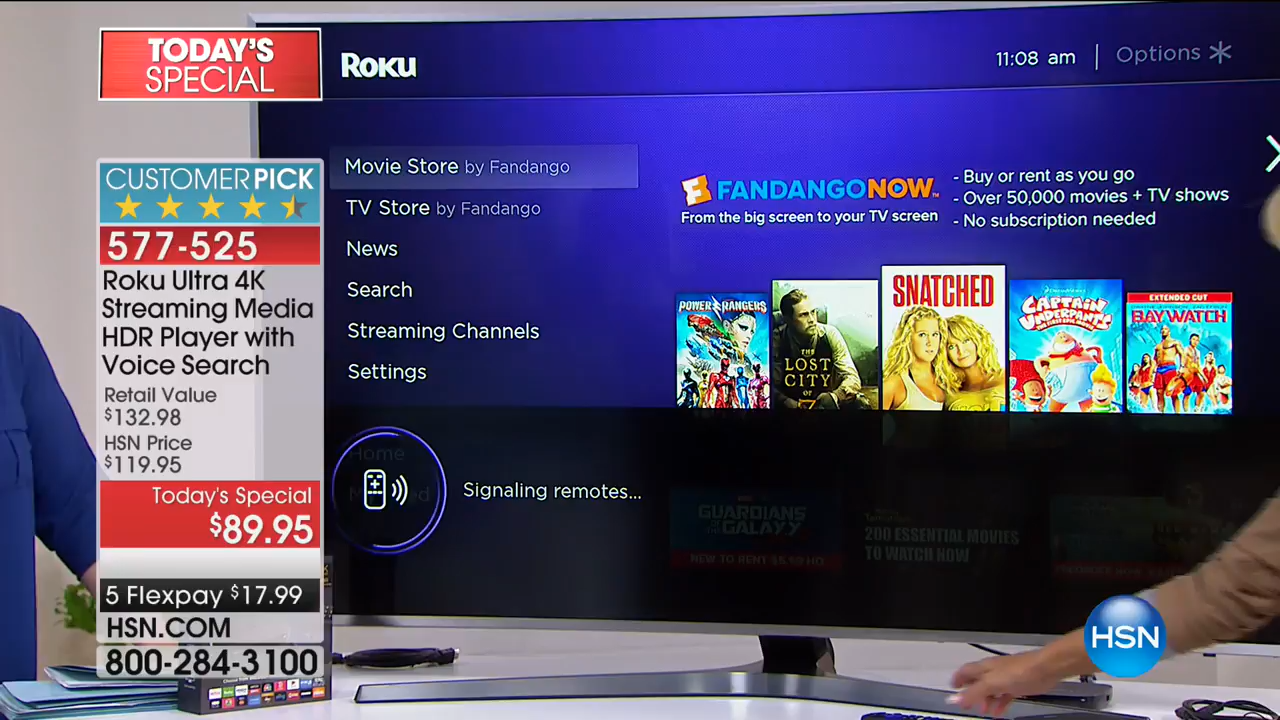 TODAY'S
SPECIAL
CUSTOMER PICK
577-525
Roku Ultra 4K
Streaming Media
HDR Player with
Voice Search
Retail Value
$132.98
HSN Price
$119.95
Today's Special
$89.95
5 Flexpay $17.99
HSN.COM
800-284-3100
Roku
11:08 am | Options
Movie Store by Fandango
TV Store by Fandango
News
Search
Streaming Channels
Settings
Home
FANDANGONOW
From the big screen to your TV screen
- Buy or rent as you go
- Over 50,000 movies + TV shows
- No subscription needed
POWER RANGERS
THE
LOST
CITY
OF
Z
SNATCHED
CAPTAIN
UNDERPANTS
EXTENDED CUT
BAYWATCH
Signaling remotes...
GUARDIANS
OF THE
GALAXY
200 ESSENTIAL MOVIES
TO WATCH NOW
HSN